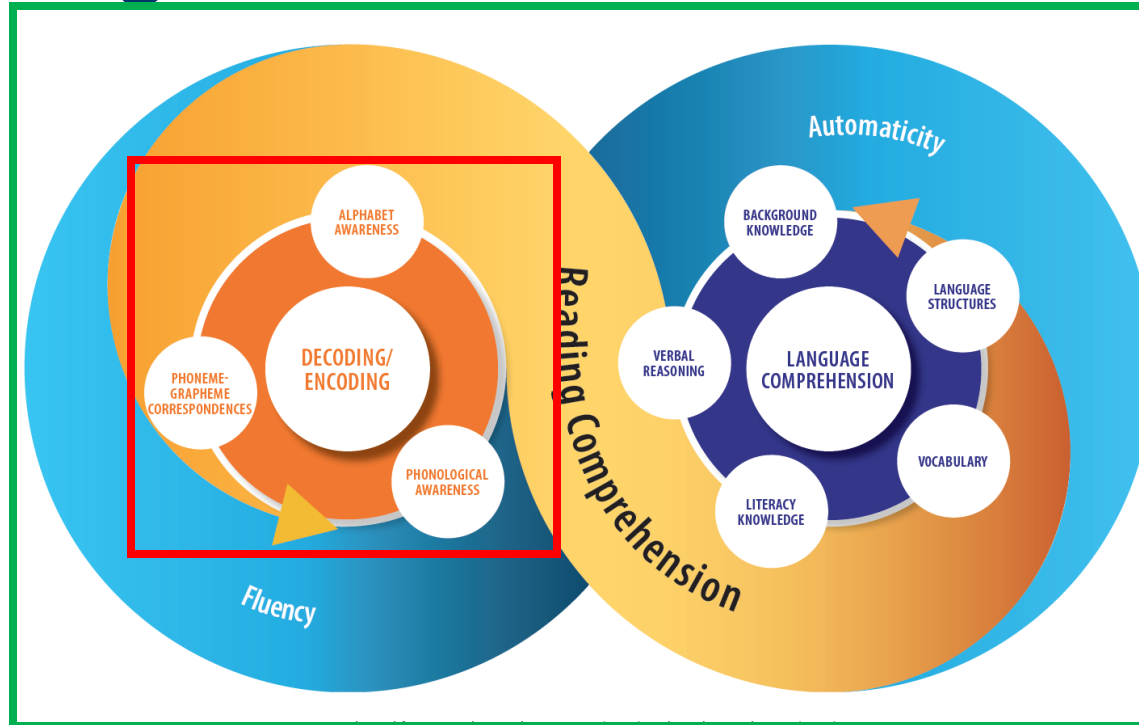 Automaticity
ALPHABET
AWARENESS
DECODING/
ENCODING
PHONEME-
GRAPHEME
CORRESPONDENCES
PHONOLOGICAL
AWARENESS
Fluency
Reading Comprehension
BACKGROUND
KNOWLEDGE
LANGUAGE
STRUCTURES
VERBAL
REASONING
LANGUAGE
COMPREHENSION
VOCABULARY
LITERACY
KNOWLEDGE